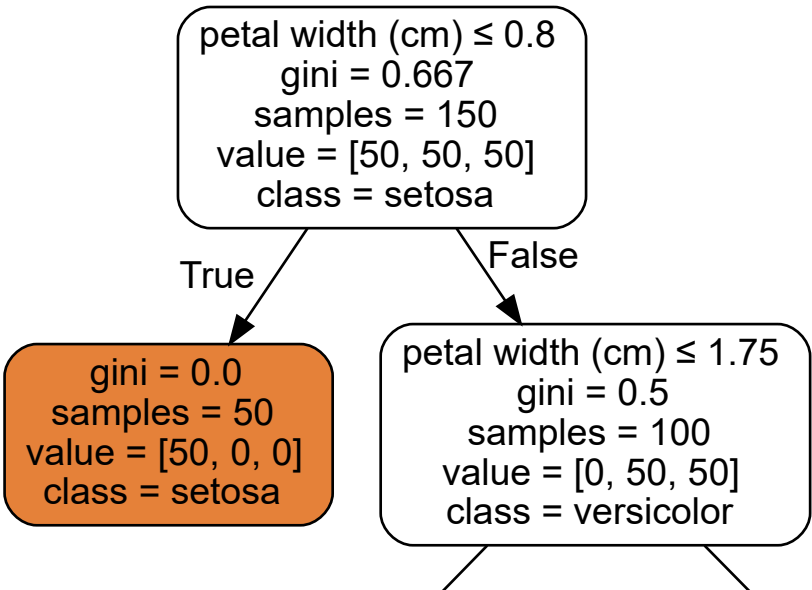 petal width (cm) ≤ 0.8
gini = 0.667
samples = 150
value = [50, 50, 50]
class = setosa
True
False
gini = 0.0
samples = 50
value = [50, 0, 0]
class = setosa
petal width (cm) ≤ 1.75
gini = 0.5
samples = 100
value = [0, 50, 50]
class = versicolor